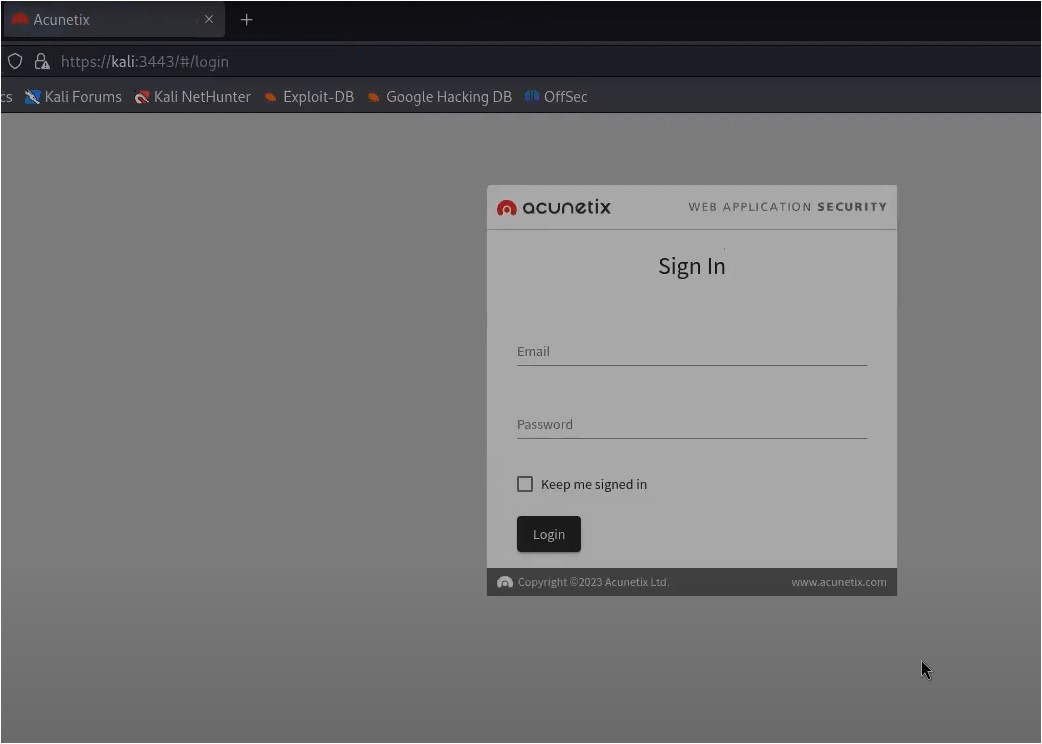 Acunetix
https://kali:3443/#/login
cs Kali Forums Kali NetHunter Exploit-DB Google Hacking DB OffSec
acunetix WEB APPLICATION SECURITY
Sign In
Email
Password
Keep me signed in
Login
Copyright ©2023 Acunetix Ltd. www.acunetix.com